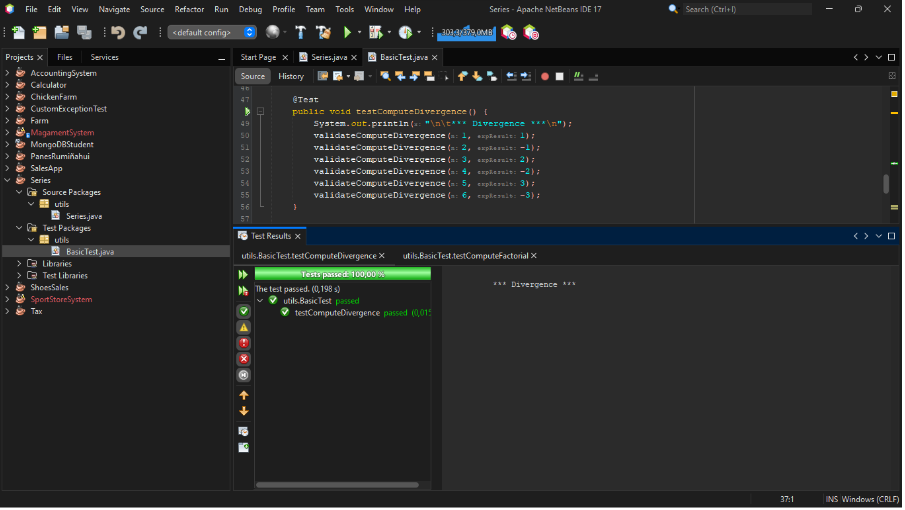 File Edit View Navigate Source Refactor Run Debug Profile Team Tools Window Help Series - Apache NetBeans IDE 17 Search (Ctrl+I)
<default config> 303,3/379,0MB
Projects Files Services
Start Page Series.java BasicTest.java
Source History
AccountingSystem
Calculator
ChickenFarm
CustomExceptionTest
Farm
MagamentSystem
MongoDBStudent
PanesRumiñahui
SalesApp
Series
Source Packages
utils
Series.java
Test Packages
utils
BasicTest.java
Libraries
Test Libraries
ShoesSales
SportStoreSystem
Tax
46
47 @Test
public void testComputeDivergence() {
49 System.out.println(x: "\n\t*** Divergence ***\n");
50 validateComputeDivergence(n: 1, expResult: 1);
51 validateComputeDivergence(n: 2, expResult: -1);
52 validateComputeDivergence(n: 3, expResult: 2);
53 validateComputeDivergence(n: 4, expResult: -2);
54 validateComputeDivergence(n: 5, expResult: 3);
55 validateComputeDivergence(n: 6, expResult: -3);
56 }
57
Test Results
utils.BasicTest.testComputeDivergence utils.BasicTest.testComputeFactorial
Tests passed: 100,00 %
The test passed. (0,198 s)
utils.BasicTest passed
testComputeDivergence passed (0,015
*** Divergence ***
37:1 INS Windows (CRLF)